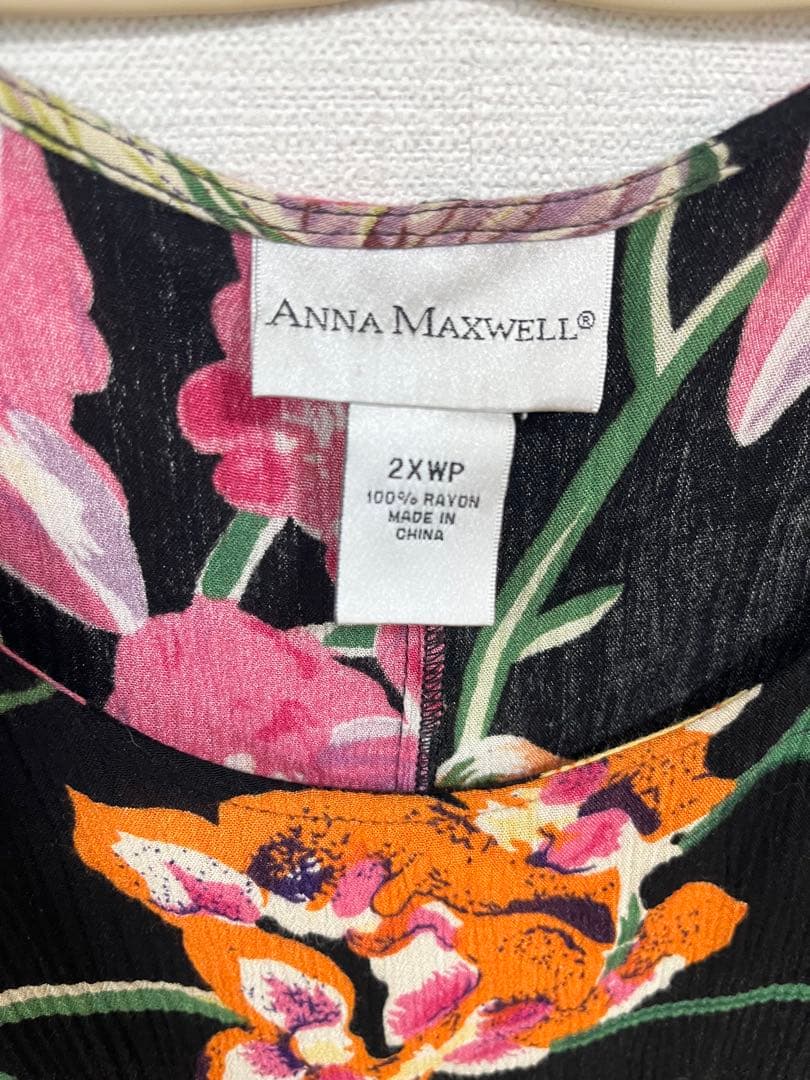 ANNA MAXWELL®
2XWP
100% RAYON
MADE IN
CHINA